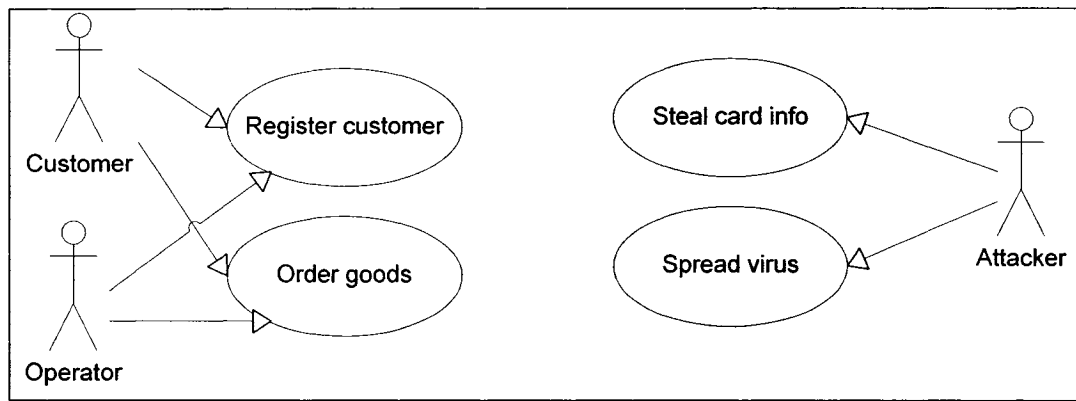 Customer
Operator
Register customer
Order goods
Steal card info
Spread virus
Attacker